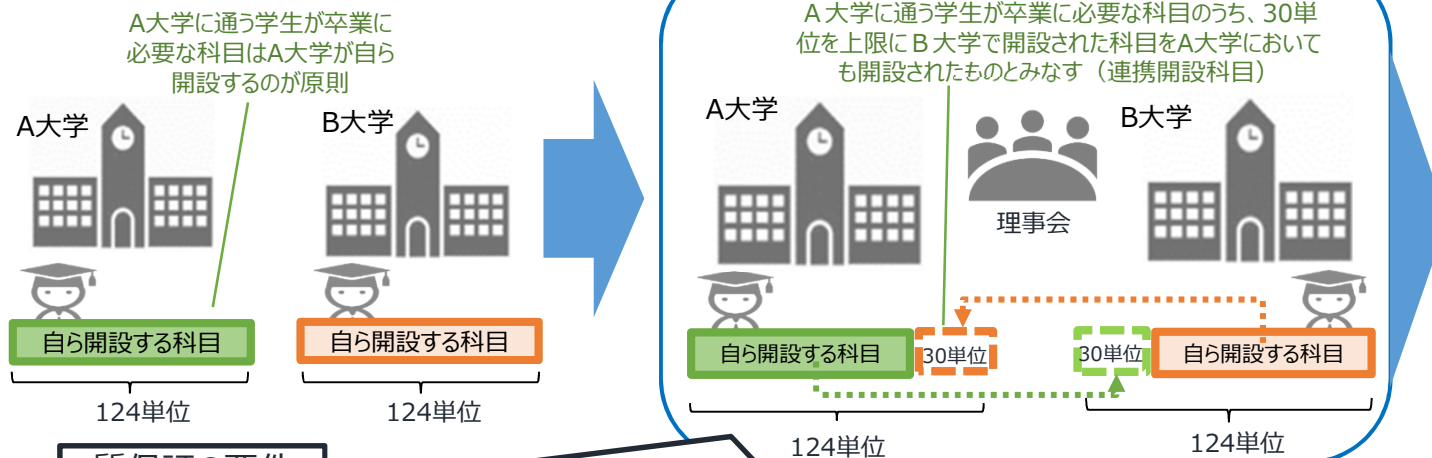 A大学に通う学生が卒業に
必要な科目はA大学が自ら
開設するのが原則
A大学
B大学
自ら開設する科目
自ら開設する科目
124単位
124単位
A大学に通う学生が卒業に必要な科目のうち、30単
位を上限にB大学で開設された科目をA大学において
も開設されたものとみなす（連携開設科目）
A大学
B大学
理事会
自ら開設する科目
30単位
30単位
自ら開設する科目
124単位
124単位